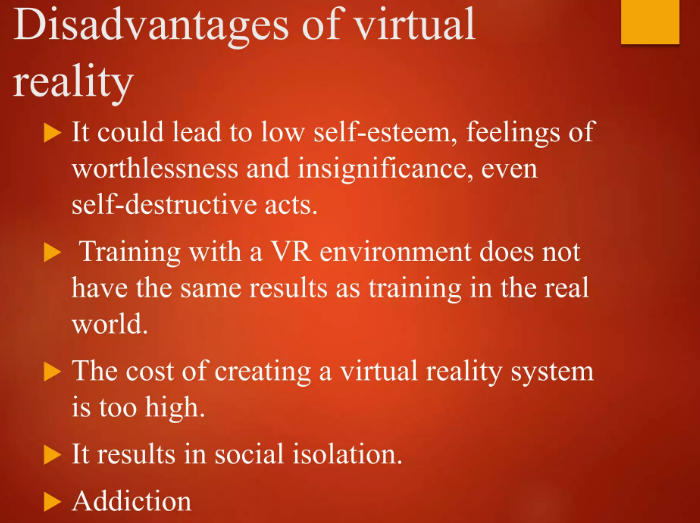 Disadvantages of virtual
reality
It could lead to low self-esteem, feelings of
worthlessness and insignificance, even
self-destructive acts.
Training with a VR environment does not
have the same results as training in the real
world.
The cost of creating a virtual reality system
is too high.
It results in social isolation.
Addiction